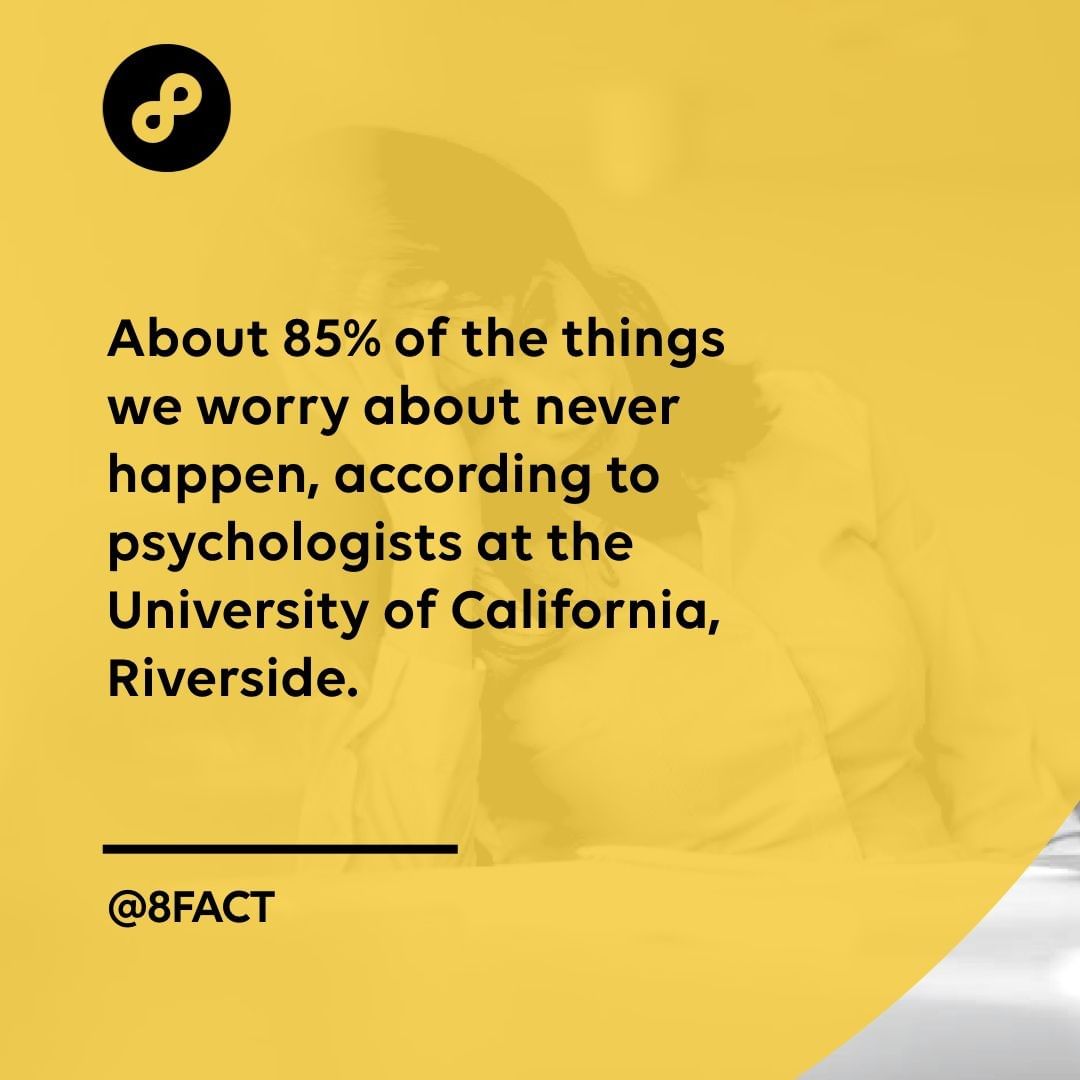 About 85% of the things
we worry about never
happen, according to
psychologists at the
University of California,
Riverside.
@8FACT